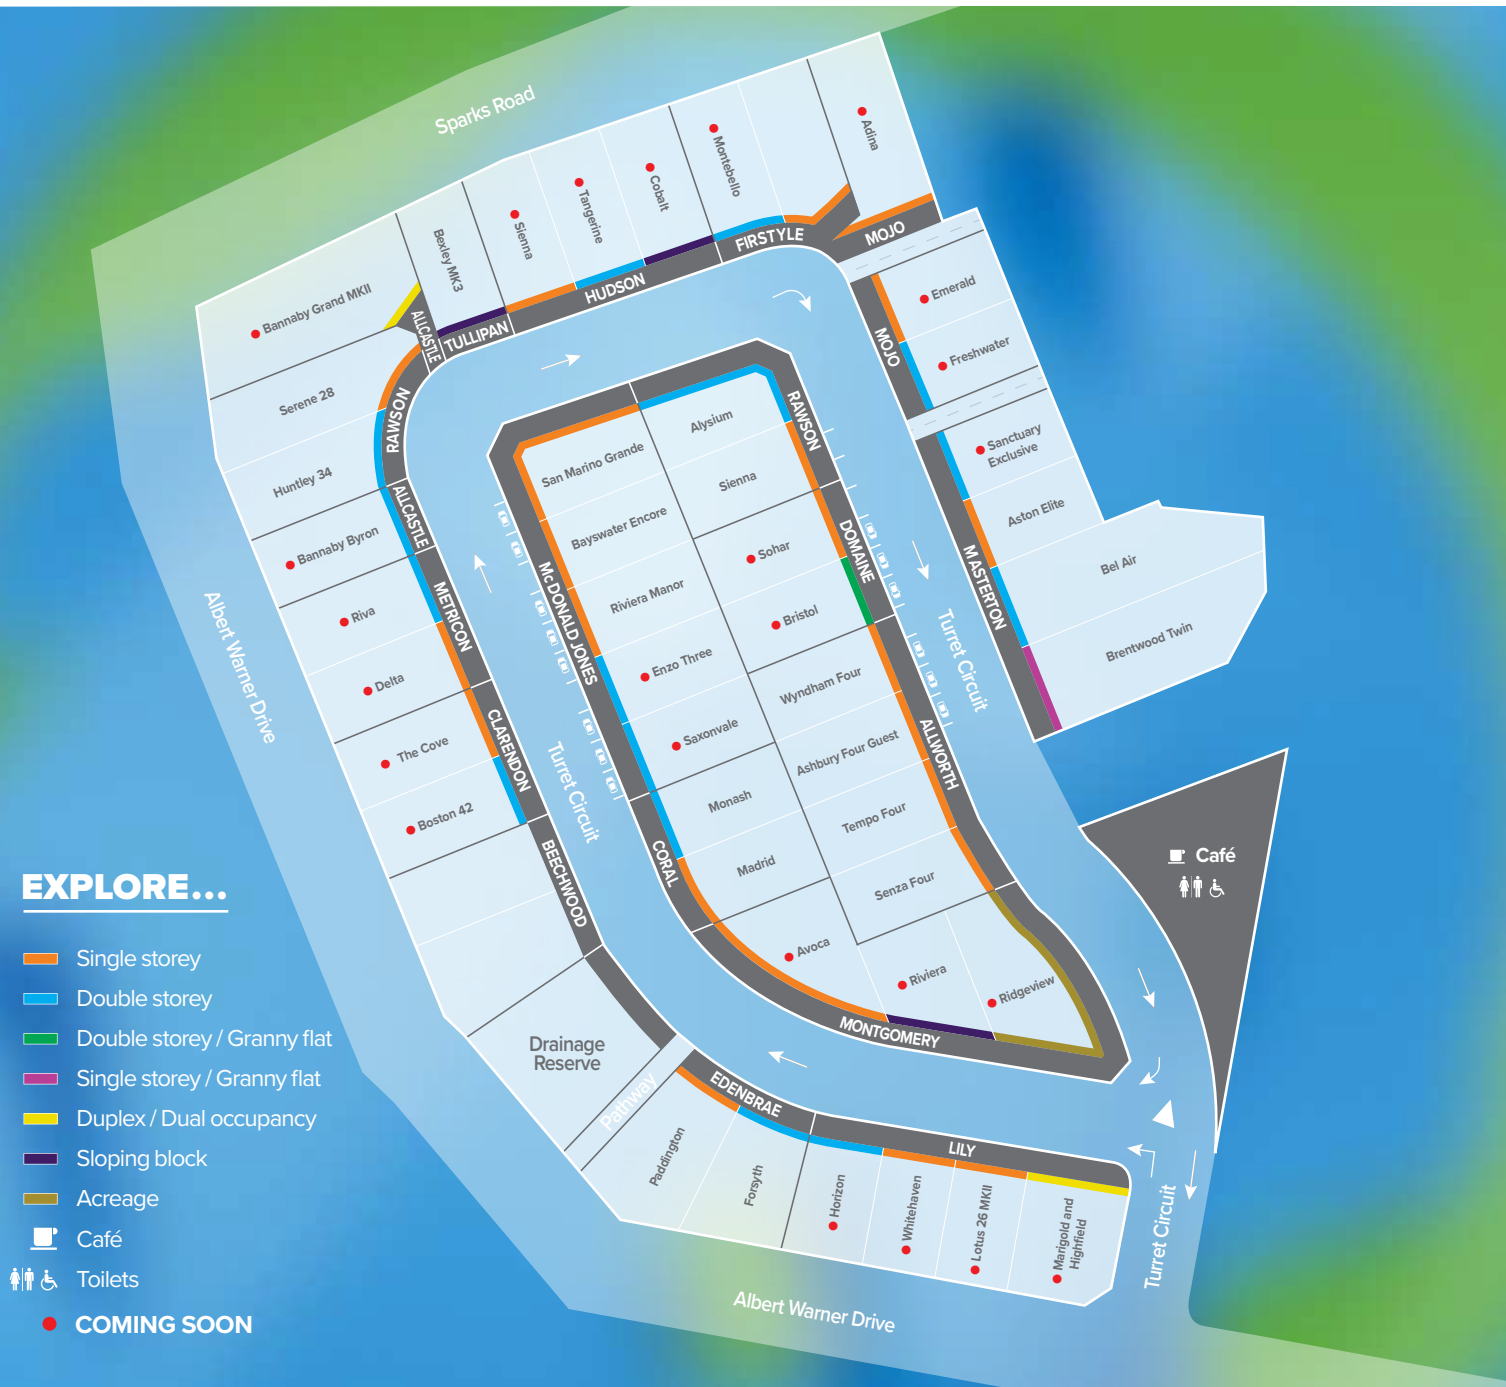 Sparks Road
Adina
Montebello
Cobalt
Tangerine
Sienna
Bexley MK3
Bannaby Grand MKII
FIRSTYLE
MOJO
HUDSON
TULLIPAN
ALLCASTLE
Emerald
Freshwater
MOJO
Serene 28
RAWSON
Huntley 34
ALLCASTLE
Bannaby Byron
Riva
METRICON
Delta
The Cove
CLARENDON
Boston 42
BEECHWOOD
Albert Warner Drive
Turret Circuit
San Marino Grande
Alysium
RAWSON
Bayswater Encore
Sienna
Riviera Manor
Sohar
DOMAINE
McDONALD JONES
Enzo Three
Bristol
Saxonvale
Wyndham Four
Monash
Ashbury Four Guest
ALLWORTH
CORAL
Madrid
Tempo Four
Senza Four
Avoca
Riviera
Ridgeview
MONTGOMERY
Sanctuary
Exclusive
Aston Elite
MASTERTON
Bel Air
Brentwood Twin
Turret Circuit
Café
Drainage
Reserve
Pathway
EDENBRAE
LILY
Paddington
Forsyth
Horizon
Whitehaven
Lotus 26 MKII
Marigold and
Highfield
Turret Circuit
Albert Warner Drive
EXPLORE...
Single storey
Double storey
Double storey / Granny flat
Single storey / Granny flat
Duplex / Dual occupancy
Sloping block
Acreage
Café
Toilets
COMING SOON